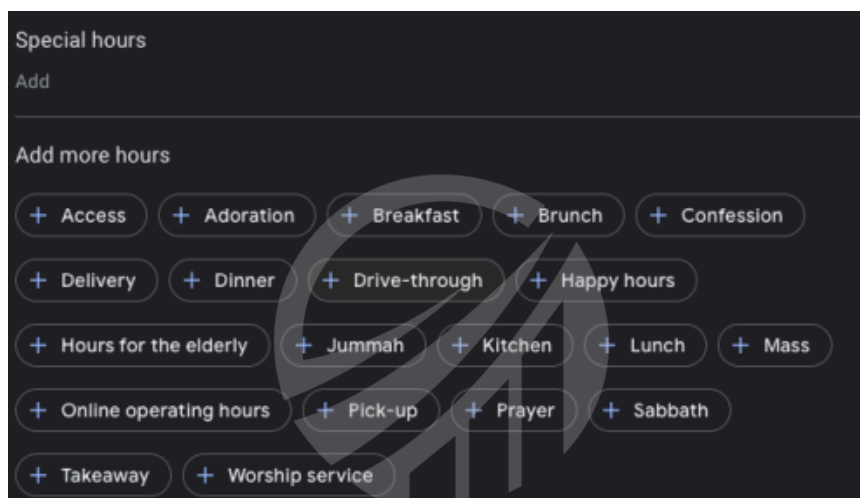 Special hours
Add
Add more hours
+ Access + Adoration + Breakfast + Brunch + Confession
+ Delivery + Dinner + Drive-through + Happy hours
+ Hours for the elderly + Jummah + Kitchen + Lunch + Mass
+ Online operating hours + Pick-up + Prayer + Sabbath
+ Takeaway + Worship service